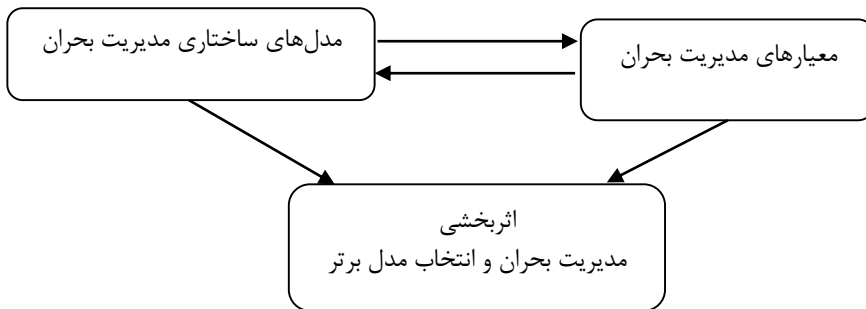 معیارهای مدیریت بحران
مدل‌های ساختاری مدیریت بحران
اثربخشی
مدیریت بحران و انتخاب مدل برتر